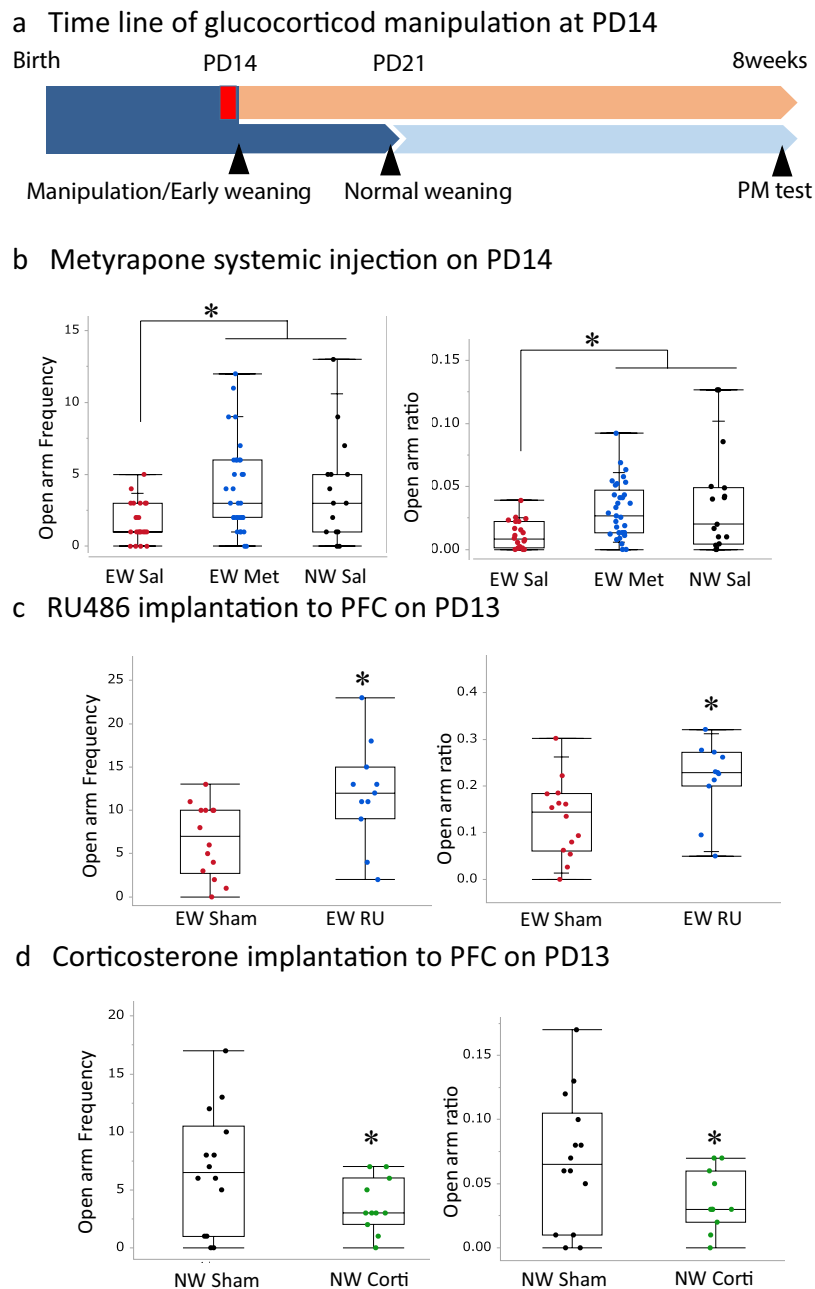 a Time line of glucocorticod manipulation at PD14
Birth PD14 PD21 8weeks
Manipulation/Early weaning Normal weaning PM test
b Metyrapone systemic injection on PD14
Open arm Frequency
15
10
5
0
*
EW Sal EW Met NW Sal
Open arm ratio
0.15
0.10
0.05
0.00
*
EW Sal EW Met NW Sal
c RU486 implantation to PFC on PD13
Open arm Frequency
25
20
15
10
5
0
*
EW Sham EW RU
Open arm ratio
0.4
0.3
0.2
0.1
0.0
*
EW Sham EW RU
d Corticosterone implantation to PFC on PD13
Open arm Frequency
20
15
10
5
0
*
NW Sham NW Corti
Open arm ratio
0.15
0.10
0.05
0.00
*
NW Sham NW Corti